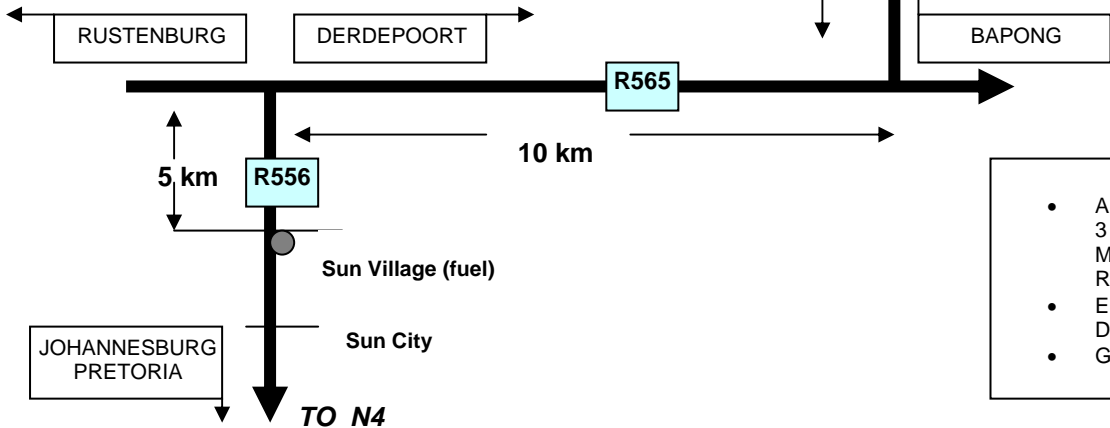 RUSTENBURG
DERDEPOORT
BAPONG
R565
10 km
5 km
R556
Sun Village (fuel)
Sun City
JOHANNESBURG
PRETORIA
TO N4
• A
3
M
R
• E
D
• G